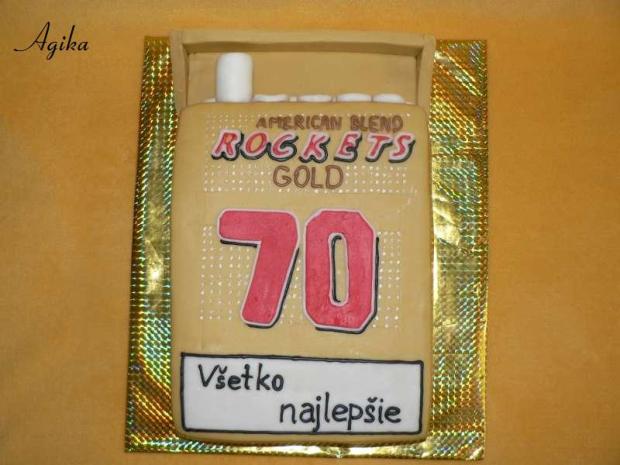 Agika
AMERICAN BLEND
ROCKETS
GOLD
70
Všetko
najlepšie